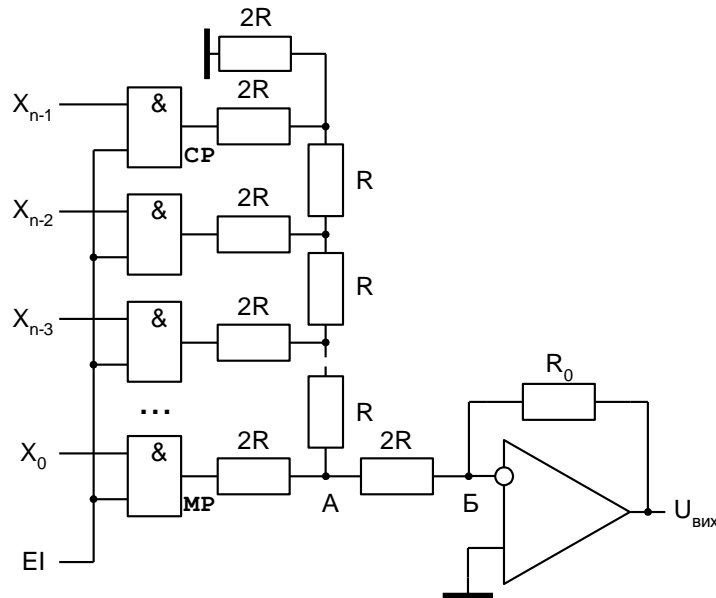 2R
X_{n-1}
&
2R
CP
R
X_{n-2}
&
2R
R
X_{n-3}
&
2R
...
R
R_0
X_0
&
2R
2R
MP
А
Б
U_{вих}
EI